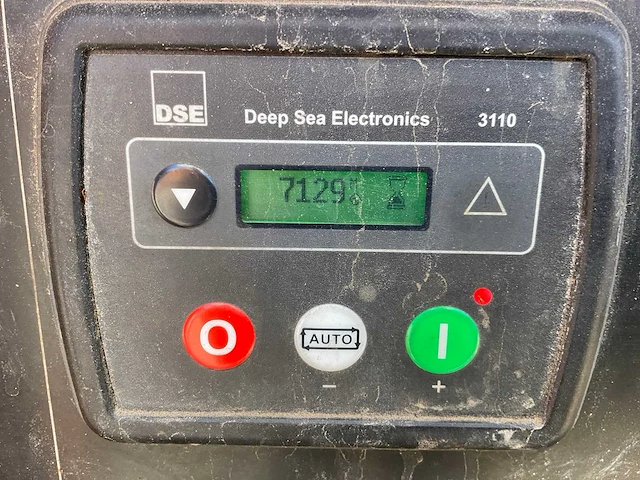 DSE
Deep Sea Electronics 3110
7129
O AUTO I
- +